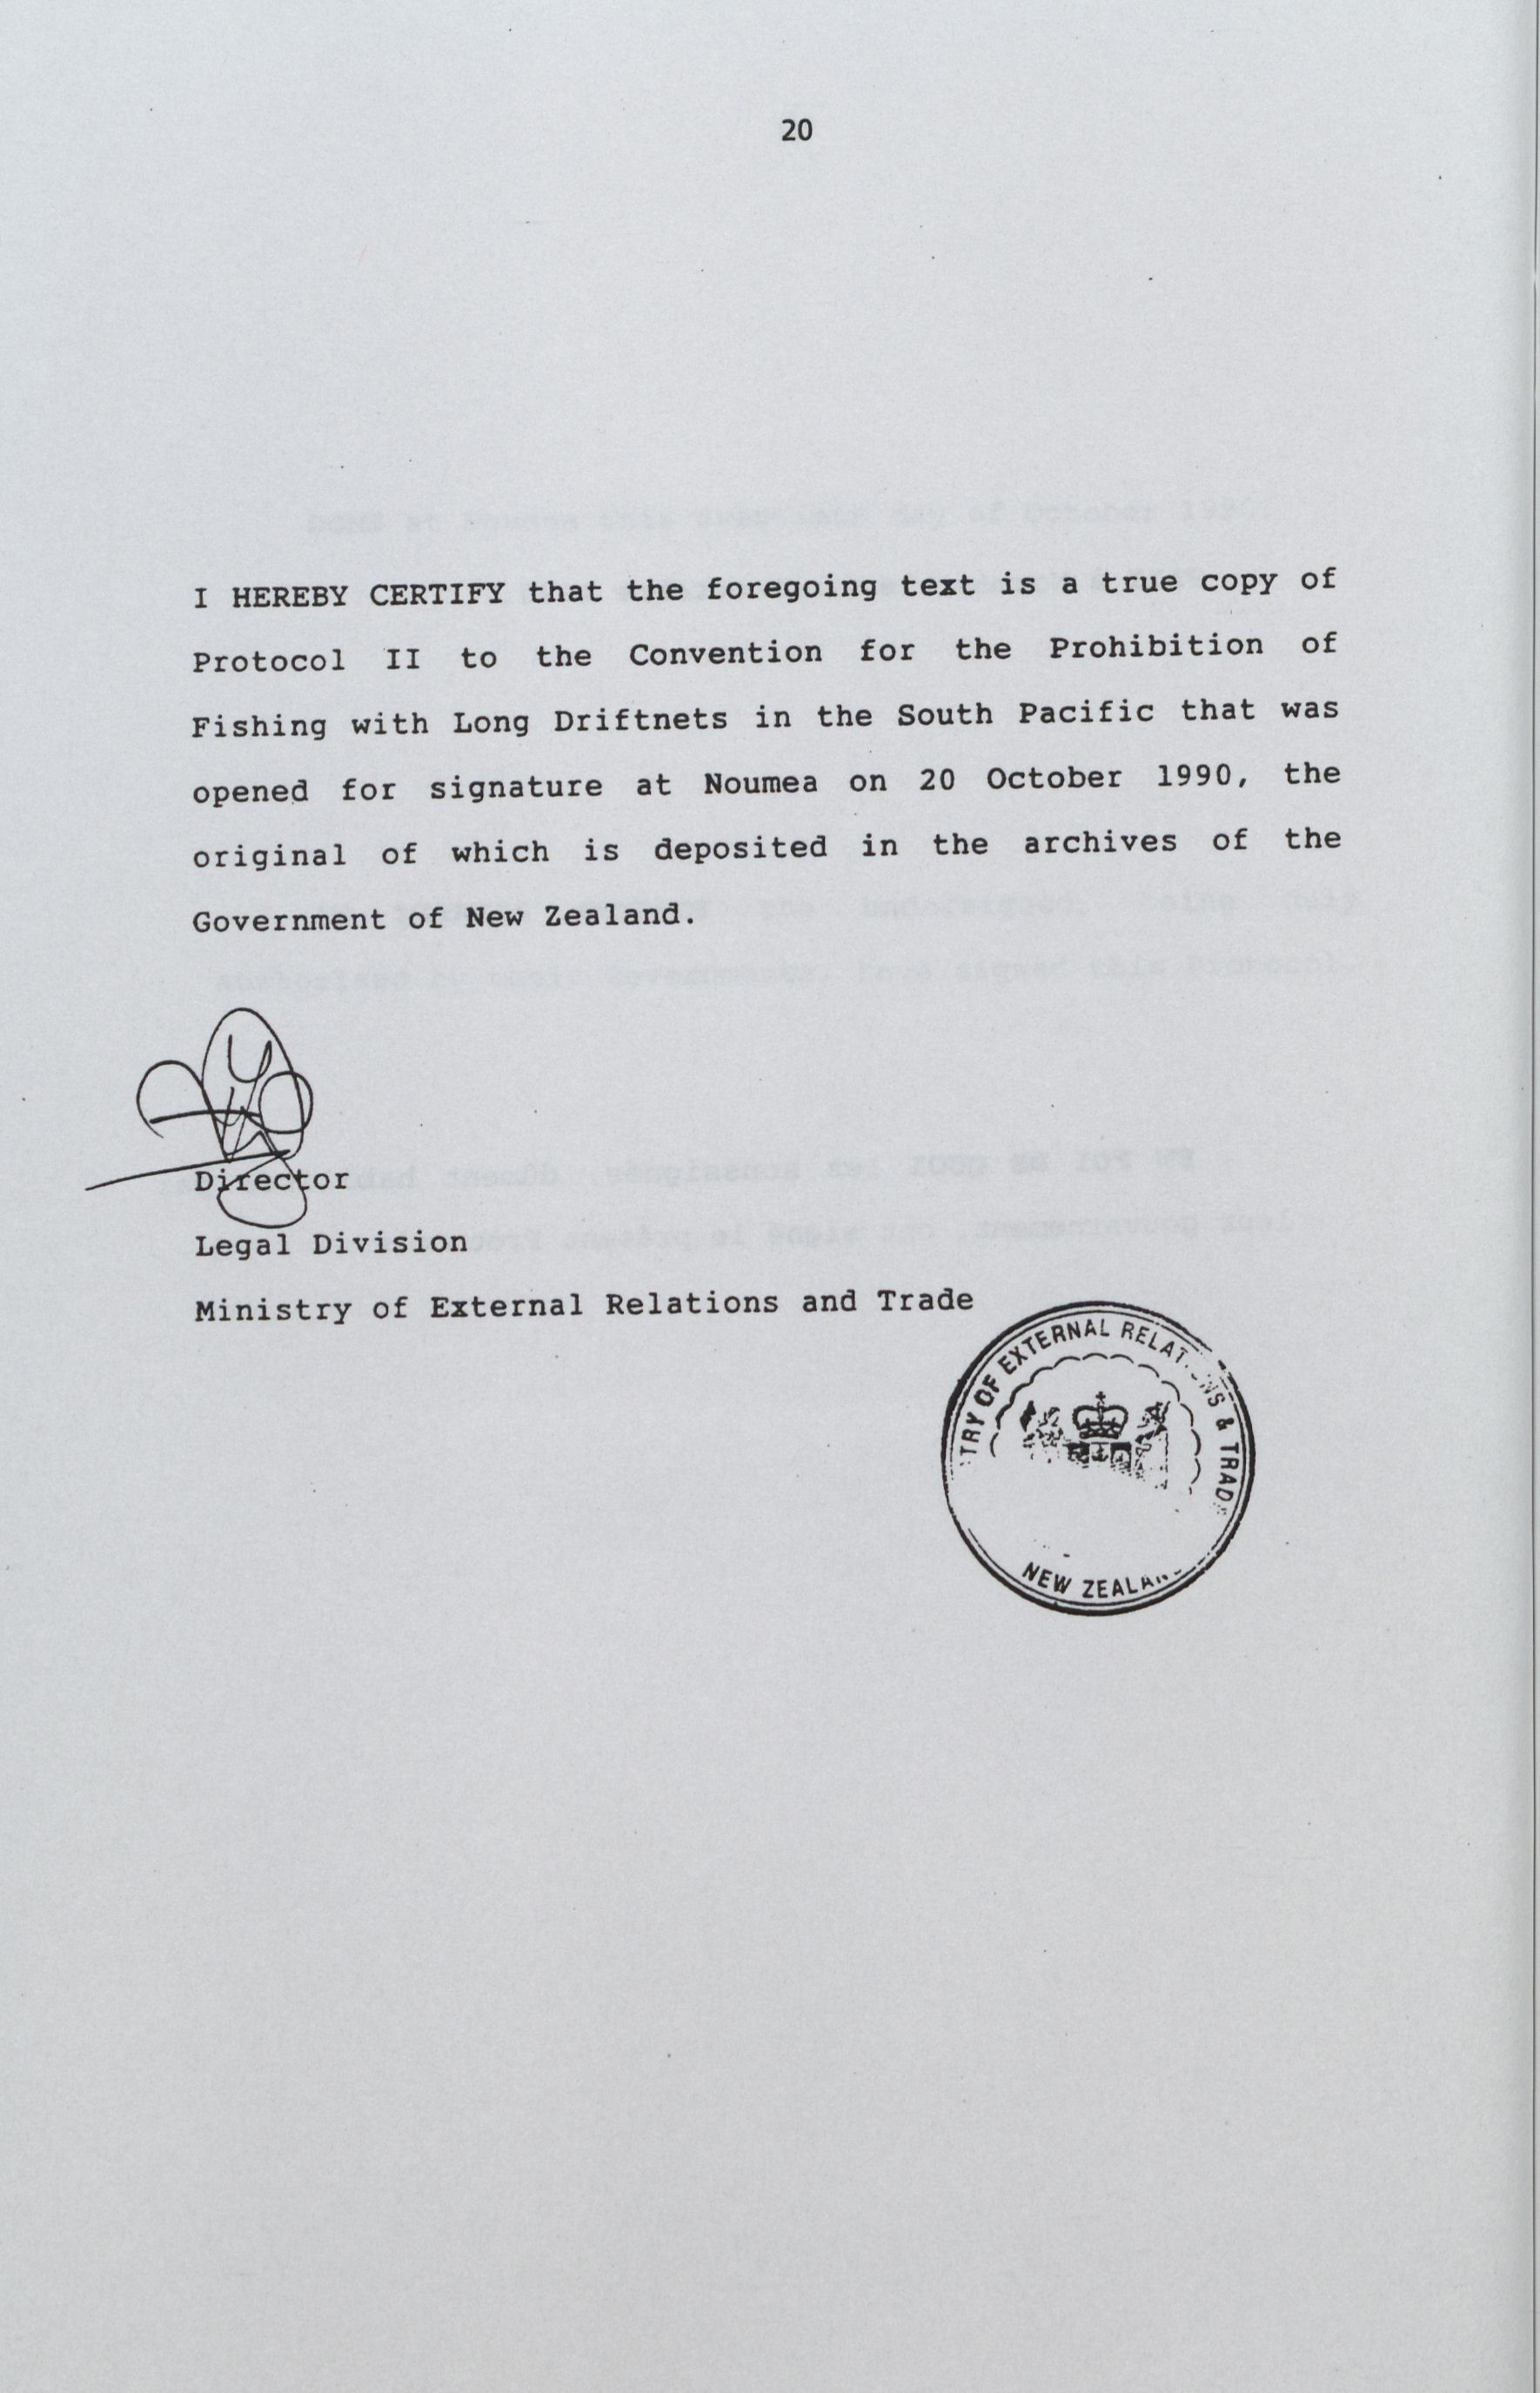 20
I HEREBY CERTIFY that the foregoing text is a true copy of
Protocol II to the Convention for the Prohibition of
Fishing with Long Driftnets in the South Pacific that was
opened for signature at Noumea on 20 October 1990, the
original of which is deposited in the archives of the
Government of New Zealand.
Director
Legal Division
Ministry of External Relations and Trade
OF EXTERNAL &
NEW